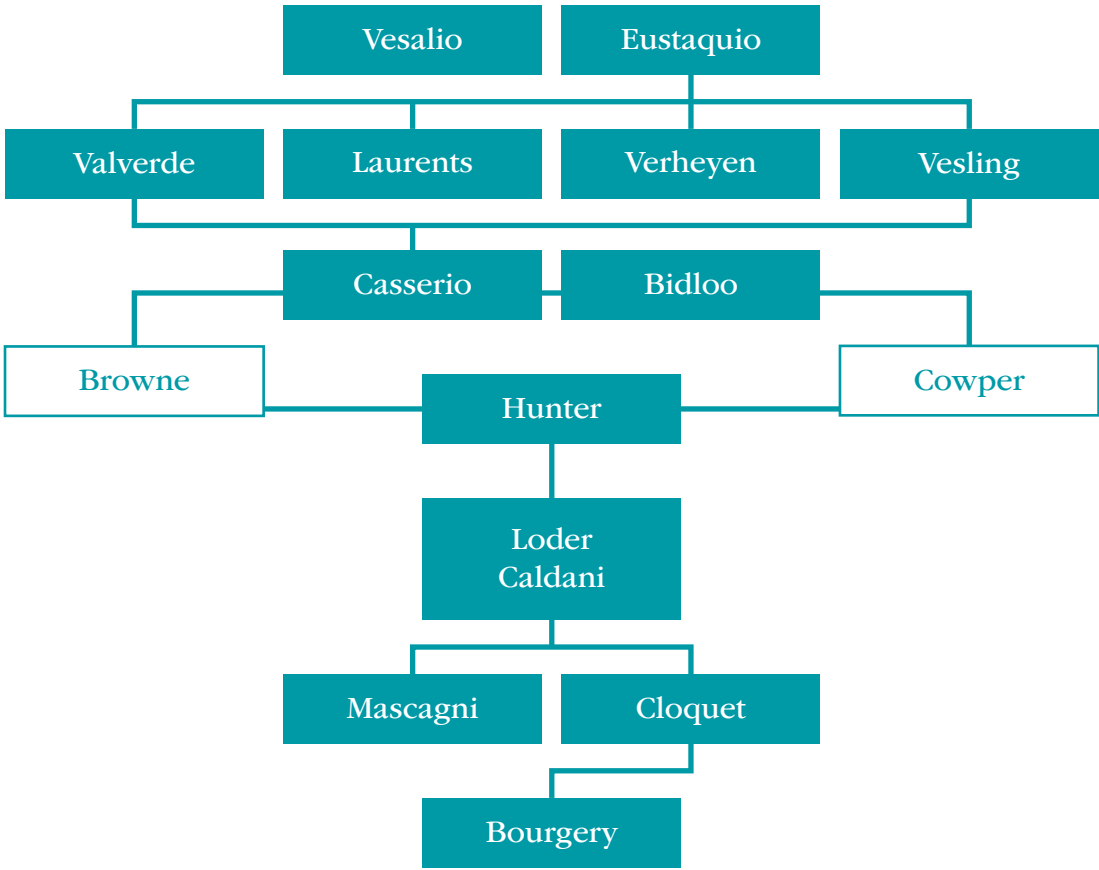 Vesalio
Eustaquio
Valverde
Laurents
Verheyen
Vesling
Casserio
Bidloo
Browne
Cowper
Hunter
Loder
Caldani
Mascagni
Cloquet
Bourgery